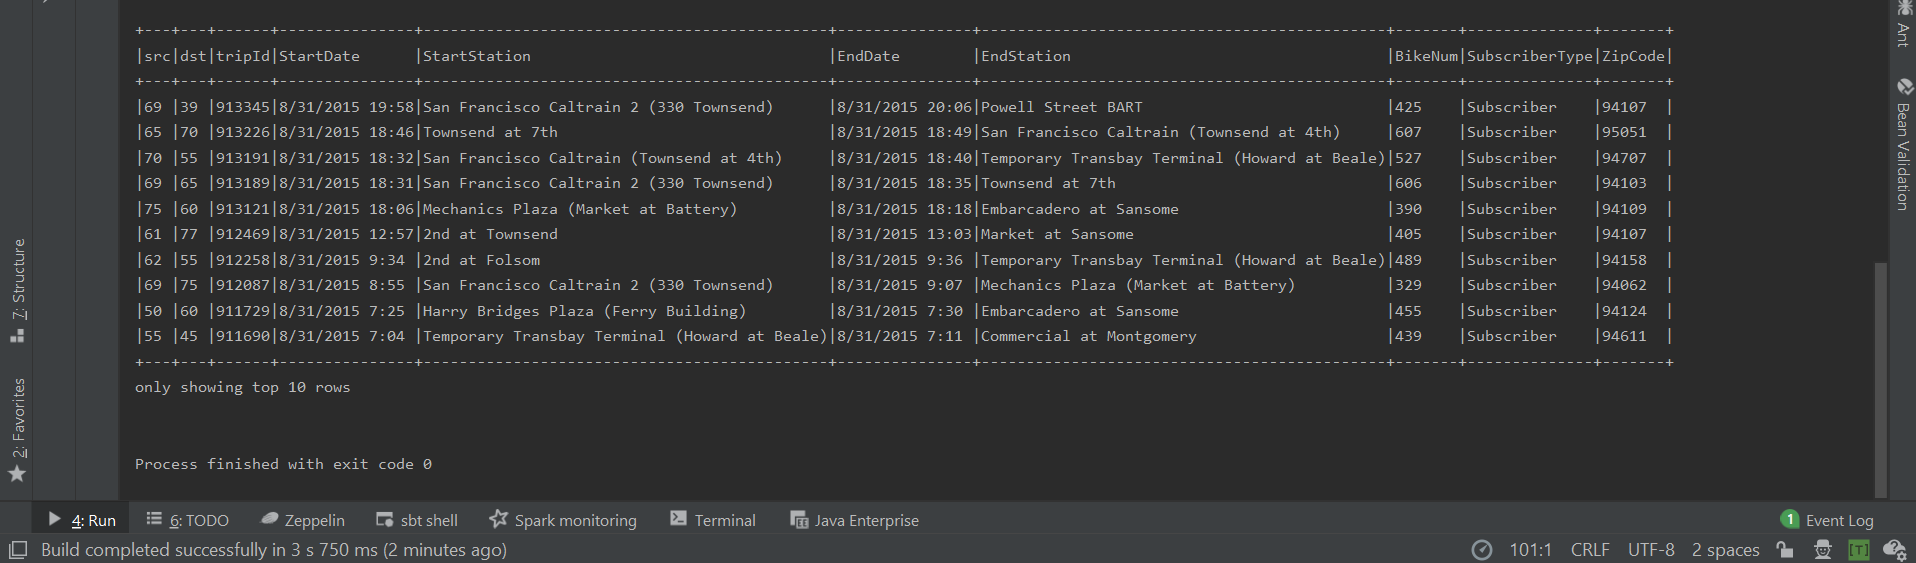 +---+---+------+---------------+---------------------------------------------+---------------+---------------------------------------------+-------+--------------+-------+
|src|dst|tripId|StartDate      |StartStation                                 |EndDate        |EndStation                                   |BikeNum|SubscriberType|ZipCode|
+---+---+------+---------------+---------------------------------------------+---------------+---------------------------------------------+-------+--------------+-------+
|69 |39 |913345|8/31/2015 19:58|San Francisco Caltrain 2 (330 Townsend)      |8/31/2015 20:06|Powell Street BART                           |425    |Subscriber    |94107  |
|65 |70 |913226|8/31/2015 18:46|Townsend at 7th                              |8/31/2015 18:49|San Francisco Caltrain (Townsend at 4th)     |607    |Subscriber    |95051  |
|70 |55 |913191|8/31/2015 18:32|San Francisco Caltrain (Townsend at 4th)     |8/31/2015 18:40|Temporary Transbay Terminal (Howard at Beale)|527    |Subscriber    |94707  |
|69 |65 |913189|8/31/2015 18:31|San Francisco Caltrain 2 (330 Townsend)      |8/31/2015 18:35|Townsend at 7th                              |606    |Subscriber    |94103  |
|75 |60 |913121|8/31/2015 18:06|Mechanics Plaza (Market at Battery)          |8/31/2015 18:18|Embarcadero at Sansome                       |390    |Subscriber    |94109  |
|61 |77 |912469|8/31/2015 12:57|2nd at Townsend                              |8/31/2015 13:03|Market at Sansome                            |405    |Subscriber    |94107  |
|62 |55 |912258|8/31/2015 9:34 |2nd at Folsom                                |8/31/2015 9:36 |Temporary Transbay Terminal (Howard at Beale)|489    |Subscriber    |94158  |
|69 |75 |912087|8/31/2015 8:55 |San Francisco Caltrain 2 (330 Townsend)      |8/31/2015 9:07 |Mechanics Plaza (Market at Battery)          |329    |Subscriber    |94062  |
|50 |60 |911729|8/31/2015 7:25 |Harry Bridges Plaza (Ferry Building)         |8/31/2015 7:30 |Embarcadero at Sansome                       |455    |Subscriber    |94124  |
|55 |45 |911690|8/31/2015 7:04 |Temporary Transbay Terminal (Howard at Beale)|8/31/2015 7:11 |Commercial at Montgomery                     |439    |Subscriber    |94611  |
+---+---+------+---------------+---------------------------------------------+---------------+---------------------------------------------+-------+--------------+-------+
only showing top 10 rows
Process finished with exit code 0
7: Structure
2: Favorites
Ant
Bean Validation
4: Run 6: TODO Zeppelin sbt shell Spark monitoring Terminal Java Enterprise 1 Event Log
Build completed successfully in 3 s 750 ms (2 minutes ago) 101:1 CRLF UTF-8 2 spaces [T]